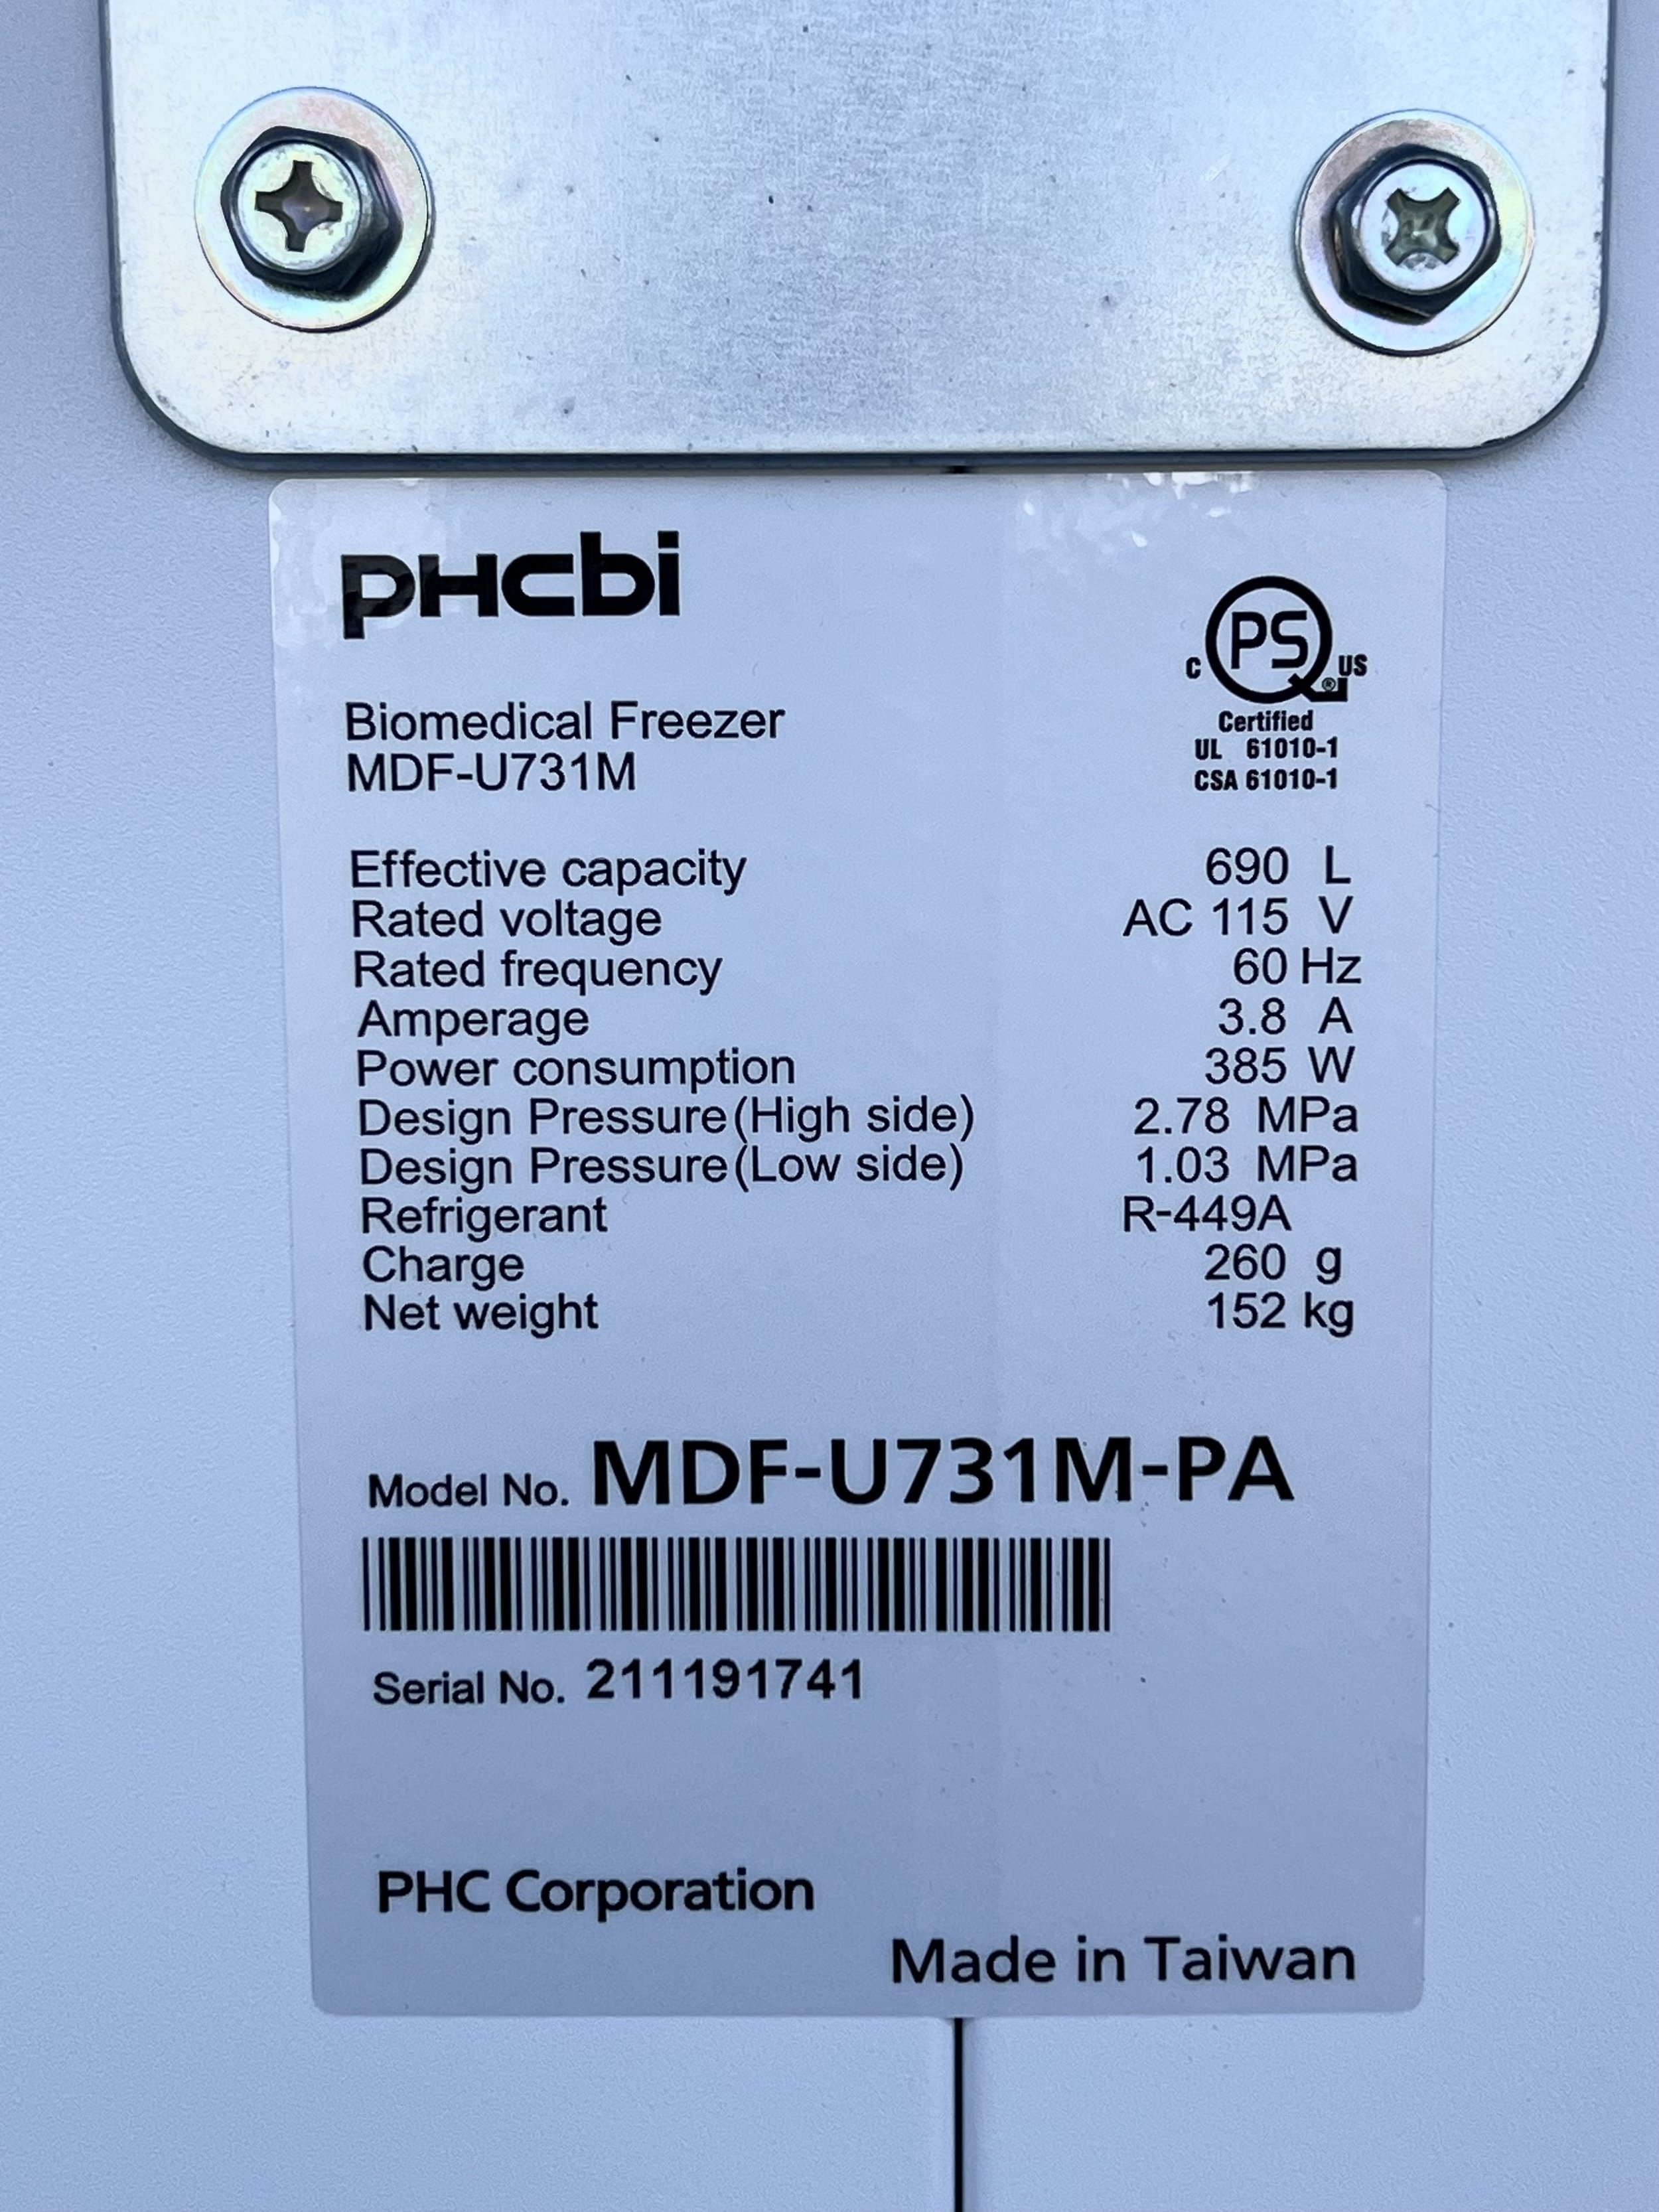 PHCbi
PS
C US
®
Certified
UL 61010-1
CSA 61010-1
Biomedical Freezer
MDF-U731M
Effective capacity 690 L
Rated voltage AC 115 V
Rated frequency 60 Hz
Amperage 3.8 A
Power consumption 385 W
Design Pressure(High side) 2.78 MPa
Design Pressure(Low side) 1.03 MPa
Refrigerant R-449A
Charge 260 g
Net weight 152 kg
Model No. MDF-U731M-PA
Serial No. 211191741
PHC Corporation
Made in Taiwan